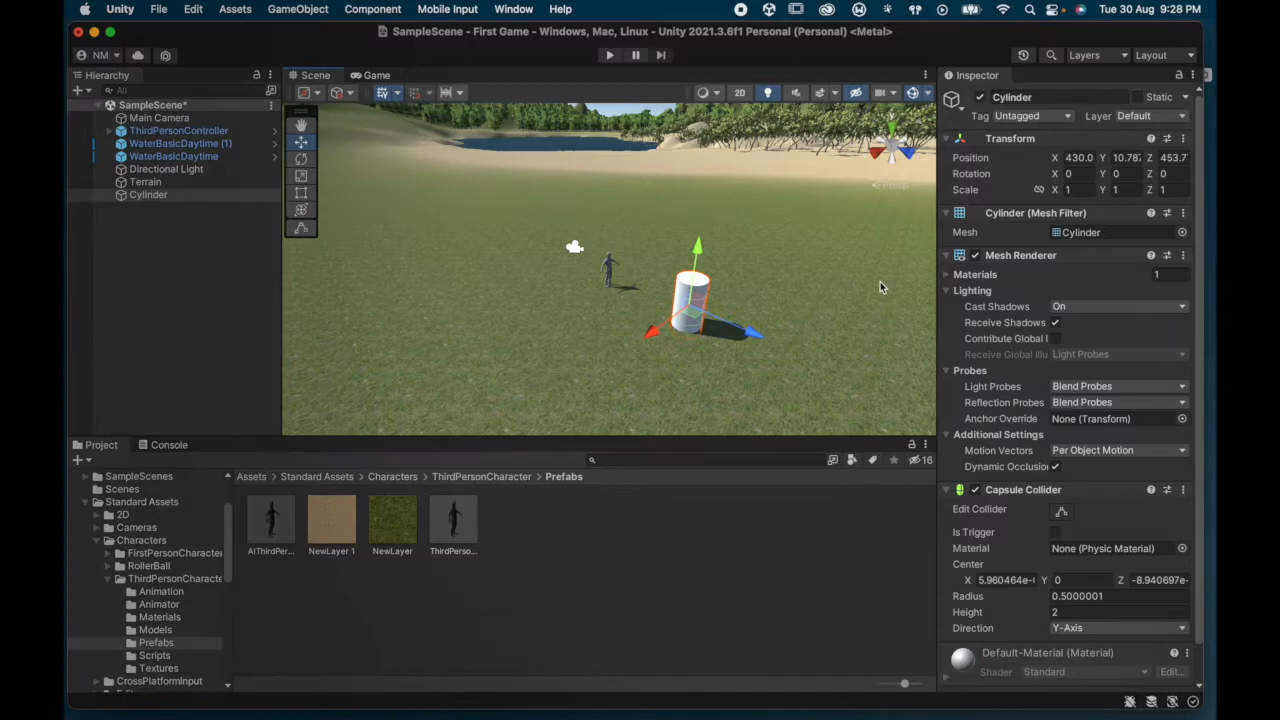 Unity File Edit Assets GameObject Component Mobile Input Window Help Tue 30 Aug 9:28 PM
SampleScene - First Game - Windows, Mac, Linux - Unity 2021.3.6f1 Personal (Personal) <Metal>
NM Layers Layout
Hierarchy
All
SampleScene*
Main Camera
ThirdPersonController
WaterBasicDaytime (1)
WaterBasicDaytime
Directional Light
Terrain
Cylinder
Scene Game
2D
Persp
Inspector
Cylinder Static
Tag Untagged Layer Default
Transform
Position X 430.0 Y 10.787 Z 453.7
Rotation X 0 Y 0 Z 0
Scale X 1 Y 1 Z 1
Cylinder (Mesh Filter)
Mesh Cylinder
Mesh Renderer
Materials 1
Lighting
Cast Shadows On
Receive Shadows
Contribute Global I
Receive Global Illu Light Probes
Probes
Light Probes Blend Probes
Reflection Probes Blend Probes
Anchor Override None (Transform)
Additional Settings
Motion Vectors Per Object Motion
Dynamic Occlusion
Capsule Collider
Edit Collider
Is Trigger
Material None (Physic Material)
Center
X 5.960464e-0 Y 0 Z -8.940697e-
Radius 0.5000001
Height 2
Direction Y-Axis
Default-Material (Material)
Shader Standard Edit...
Project Console
16
SampleScenes
Scenes
Standard Assets
2D
Cameras
Characters
FirstPersonCharacter
RollerBall
ThirdPersonCharacte
Animation
Animator
Materials
Models
Prefabs
Scripts
Textures
CrossPlatformInput
Assets Standard Assets Characters ThirdPersonCharacter Prefabs
AIThirdPer... NewLayer 1 NewLayer ThirdPerso...